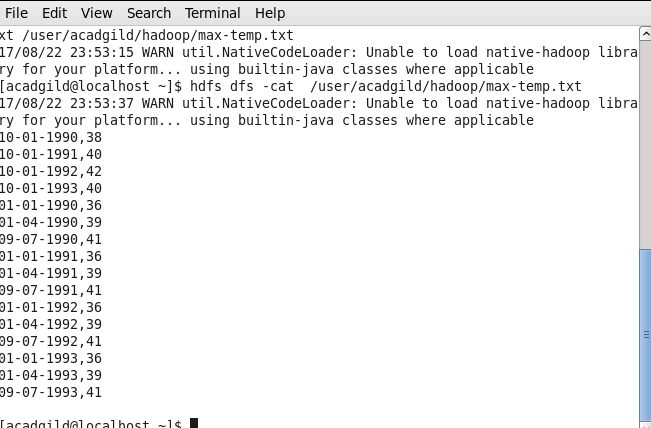 File Edit View Search Terminal Help
xt /user/acadgild/hadoop/max-temp.txt
17/08/22 23:53:15 WARN util.NativeCodeLoader: Unable to load native-hadoop libra
ry for your platform... using builtin-java classes where applicable
[acadgild@localhost ~]$ hdfs dfs -cat  /user/acadgild/hadoop/max-temp.txt
17/08/22 23:53:37 WARN util.NativeCodeLoader: Unable to load native-hadoop libra
ry for your platform... using builtin-java classes where applicable
10-01-1990,38
10-01-1991,40
10-01-1992,42
10-01-1993,40
01-01-1990,36
01-04-1990,39
09-07-1990,41
01-01-1991,36
01-04-1991,39
09-07-1991,41
01-01-1992,36
01-04-1992,39
09-07-1992,41
01-01-1993,36
01-04-1993,39
09-07-1993,41
[acadgild@localhost ~]$